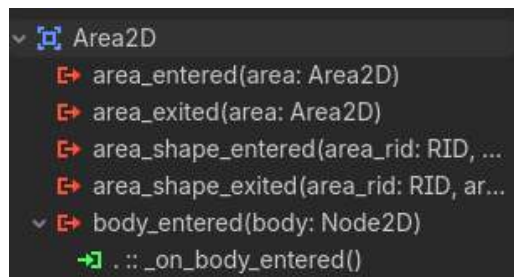 Area2D
area_entered(area: Area2D)
area_exited(area: Area2D)
area_shape_entered(area_rid: RID, ...
area_shape_exited(area_rid: RID, ar...
body_entered(body: Node2D)
. :: _on_body_entered()